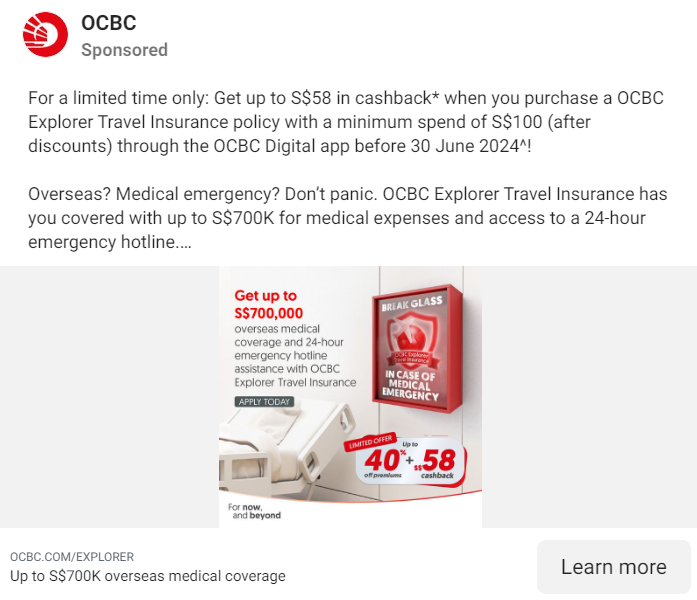 OCBC
Sponsored
For a limited time only: Get up to S$58 in cashback* when you purchase a OCBC
Explorer Travel Insurance policy with a minimum spend of S$100 (after
discounts) through the OCBC Digital app before 30 June 2024^!
Overseas? Medical emergency? Don’t panic. OCBC Explorer Travel Insurance has
you covered with up to S$700K for medical expenses and access to a 24-hour
emergency hotline.…
Get up to
S$700,000
overseas medical
coverage and 24-hour
emergency hotline
assistance with OCBC
Explorer Travel Insurance
APPLY TODAY
BREAK GLASS
OCBC Explorer
Travel Insurance
IN CASE OF
MEDICAL
EMERGENCY
LIMITED OFFER
Up to
40% + S$58
off premiums cashback
For now,
and beyond
OCBC.COM/EXPLORER
Up to S$700K overseas medical coverage
Learn more